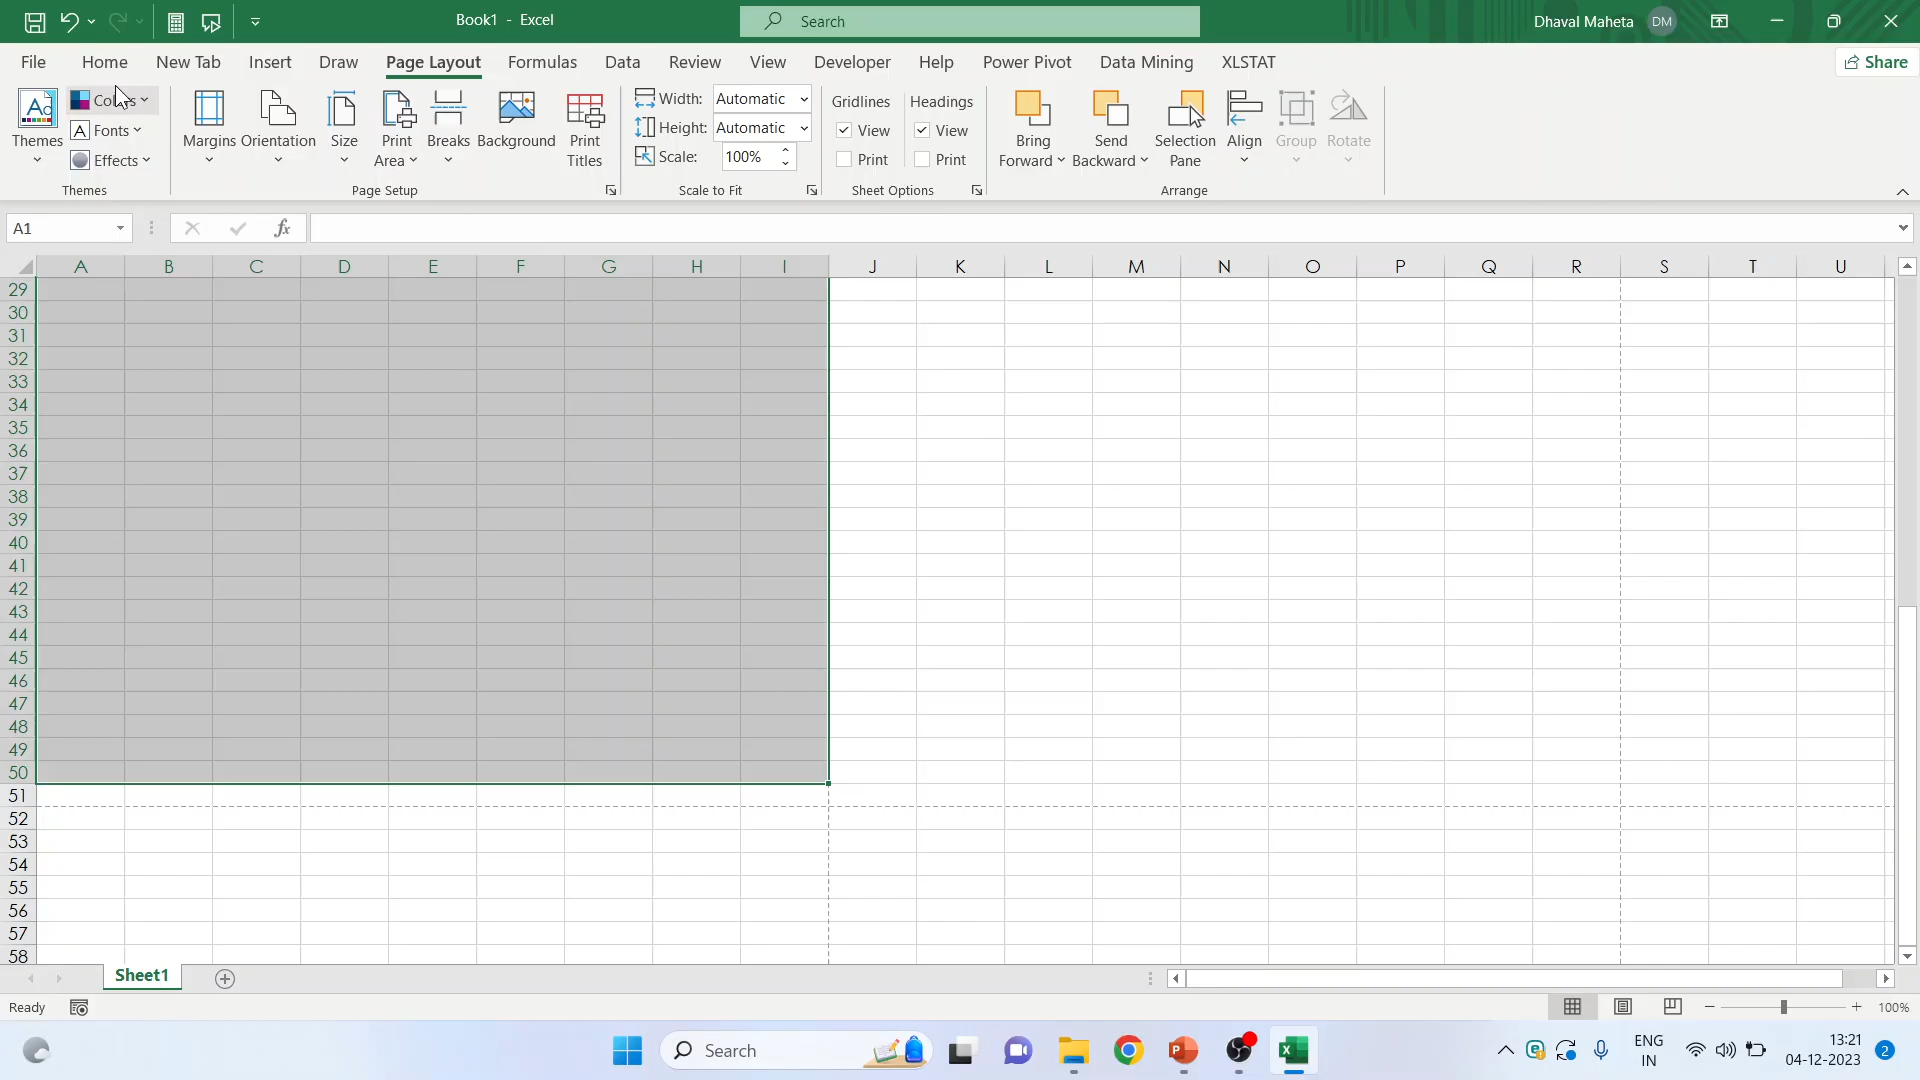 Book1 - Excel
Search
Dhaval Maheta DM
File Home New Tab Insert Draw Page Layout Formulas Data Review View Developer Help Power Pivot Data Mining XLSTAT Share
Themes
Colors
Fonts
Effects
Themes
Margins Orientation Size Print Area Breaks Background Print Titles
Page Setup
Width: Automatic
Height: Automatic
Scale: 100%
Scale to Fit
Gridlines Headings
View View
Print Print
Sheet Options
Bring Forward Send Backward Selection Pane Align Group Rotate
Arrange
A1 fx
A B C D E F G H I J K L M N O P Q R S T U
29
30
31
32
33
34
35
36
37
38
39
40
41
42
43
44
45
46
47
48
49
50
51
52
53
54
55
56
57
58
Sheet1
Ready 100%
Search
ENG
IN
13:21
04-12-2023
2